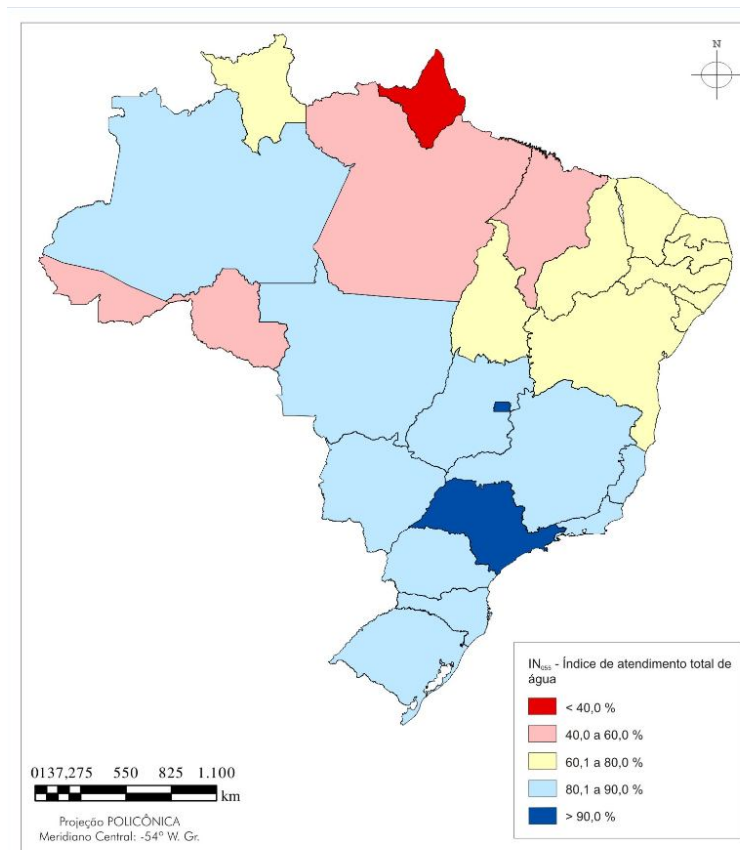 N
IN055 - Índice de atendimento total de
água
< 40,0 %
40,0 a 60,0 %
60,1 a 80,0 %
80,1 a 90,0 %
> 90,0 %
0137,275 550 825 1.100
km
Projeção POLICÔNICA
Meridiano Central: -54º W. Gr.